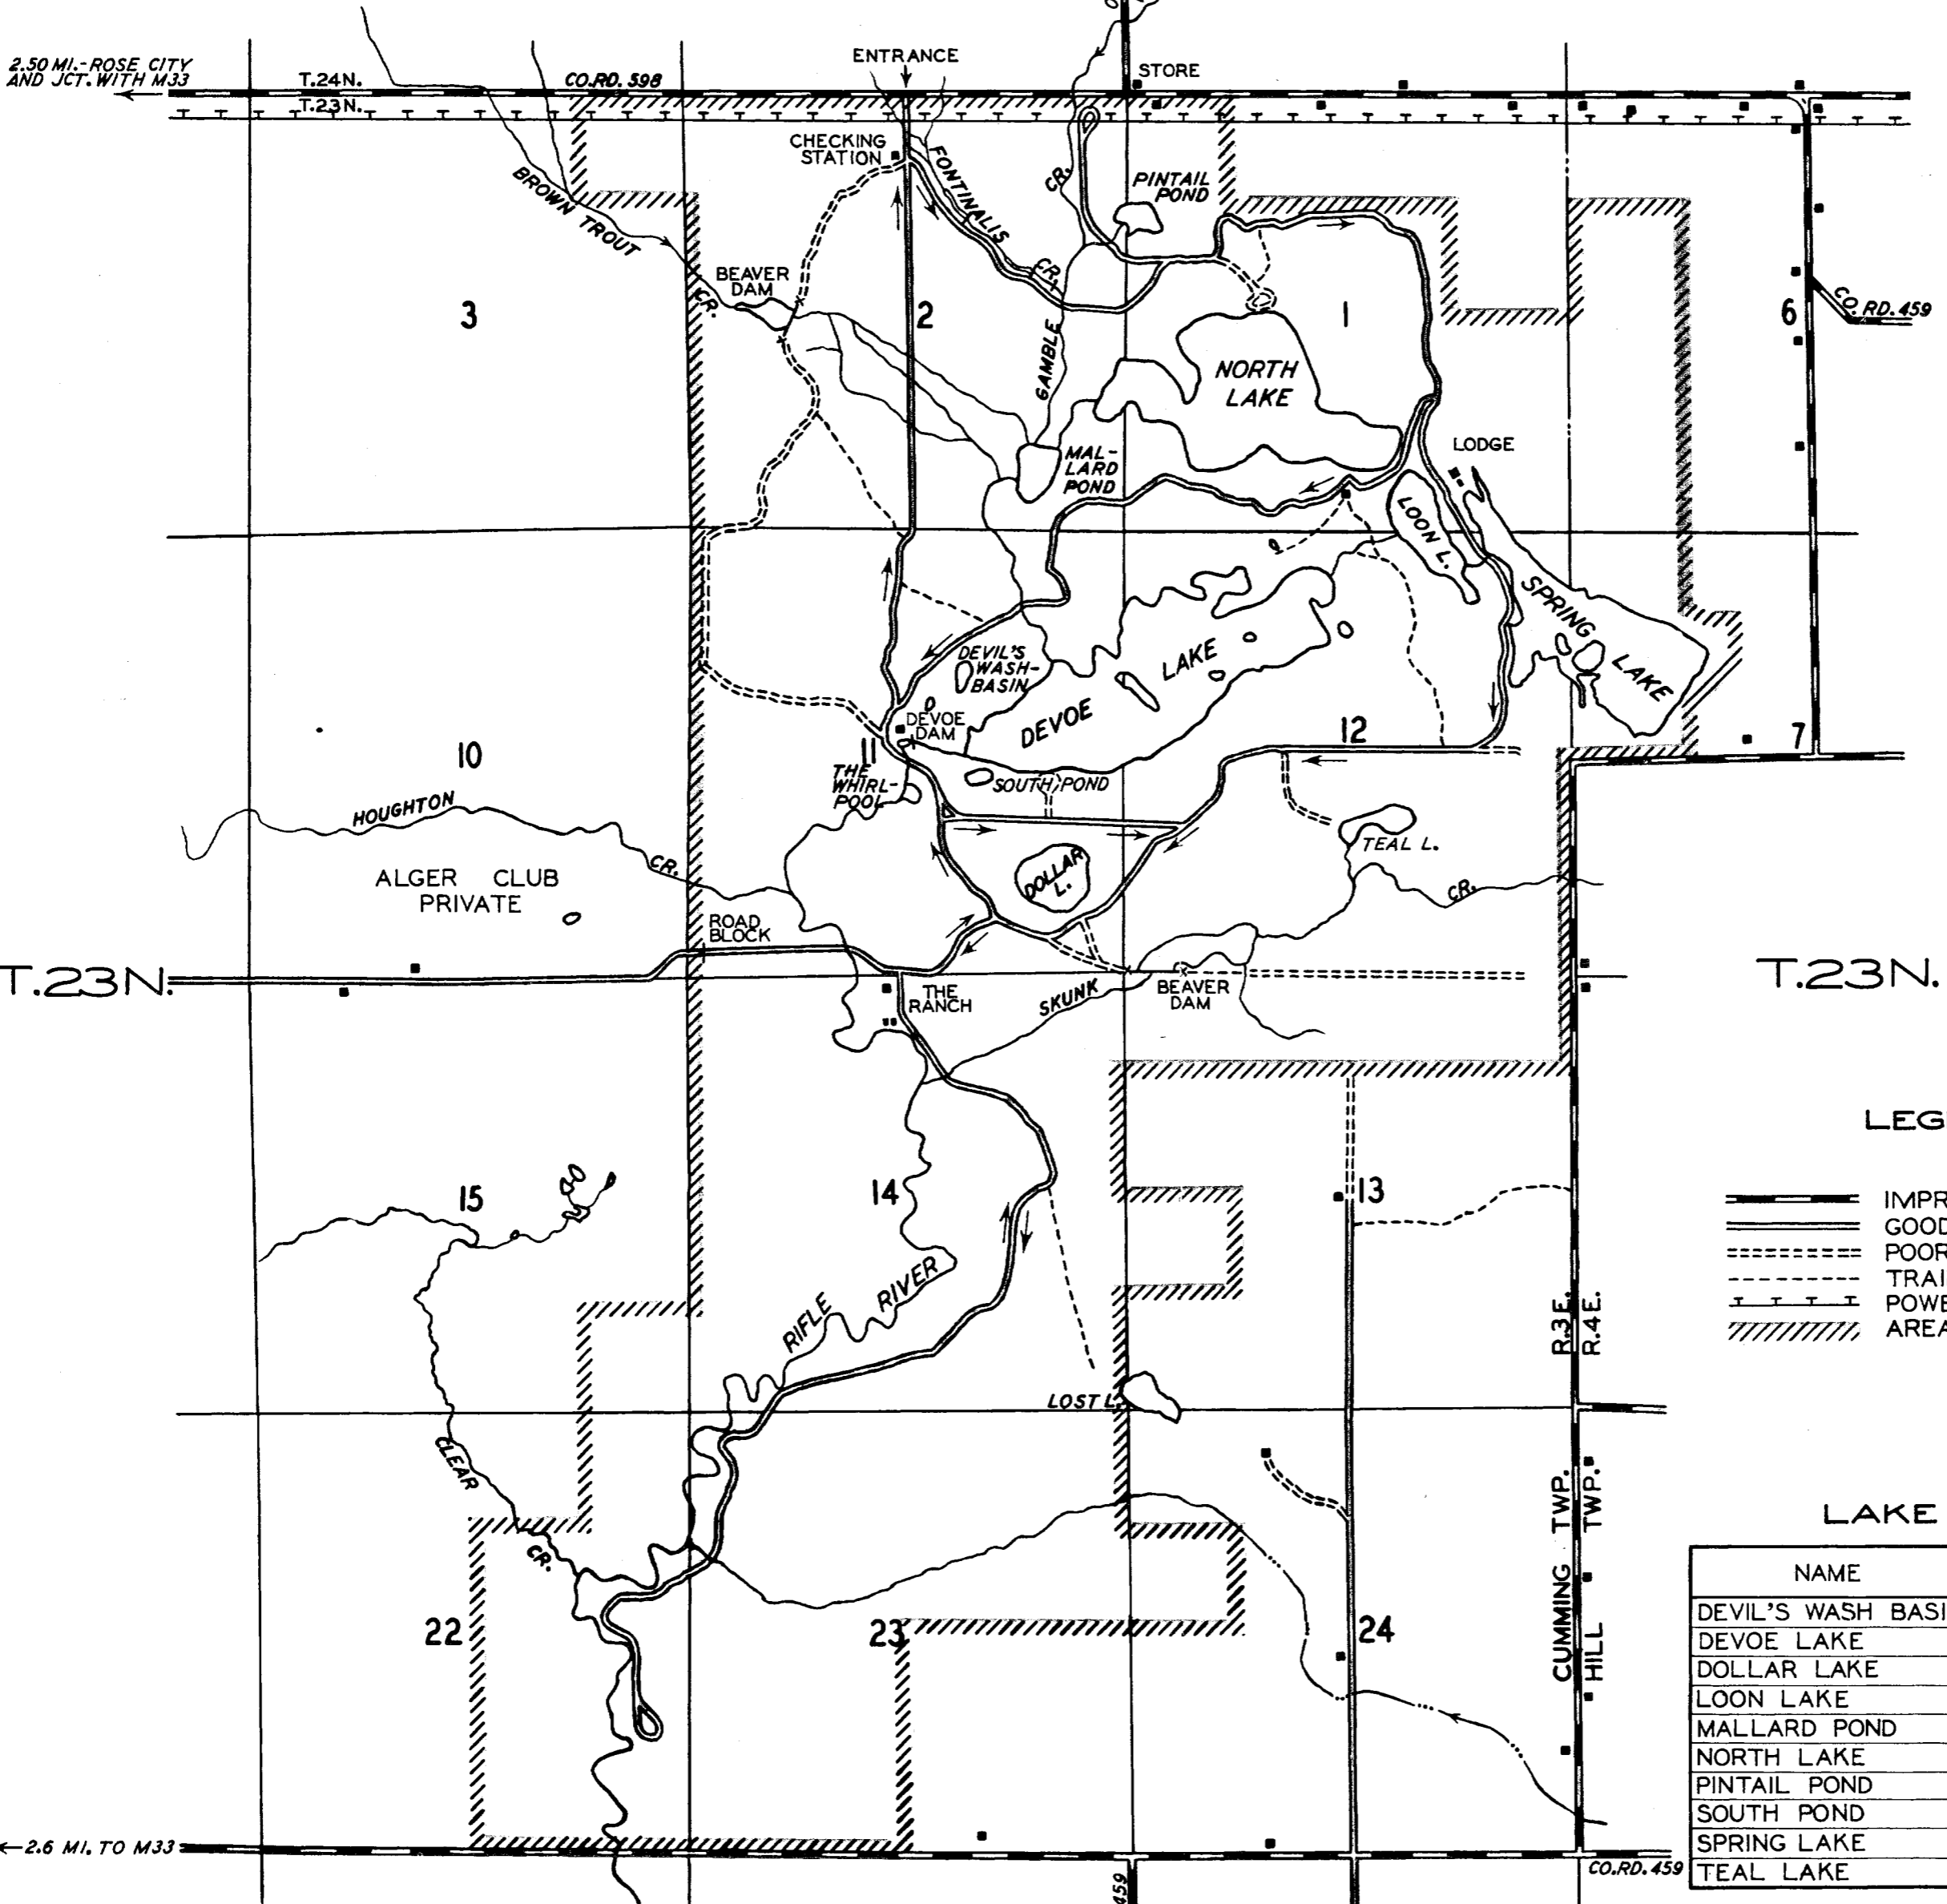 2.50 MI.-ROSE CITY
AND JCT. WITH M33
T.24N.
T.23N.
CO.RD. 598
ENTRANCE
STORE
CHECKING
STATION
FONTINALIS
CR.
CR.
PINTAIL
POND
BROWN TROUT
CR.
BEAVER
DAM
3
2
1
6
CO. RD. 459
GAMBLE
NORTH
LAKE
MAL-
LARD
POND
LODGE
LOON L.
SPRING
LAKE
DEVIL'S
WASH-
BASIN
DEVOE
LAKE
DEVOE
DAM
10
11
12
7
THE
WHIRL-
POOL
SOUTH POND
HOUGHTON
CR.
TEAL L.
DOLLAR
L.
ALGER CLUB
PRIVATE
CR.
ROAD
BLOCK
T.23N.
T.23N.
THE
RANCH
SKUNK
BEAVER
DAM
LEG
15
14
13
IMPR
GOOD
POOR
TRAI
POWE
AREA
RIFLE RIVER
R.3E.
R.4E.
LOST L.
CLEAR
CR.
CUMMING TWP.
HILL TWP.
LAKE
NAME
DEVIL'S WASH BASI
DEVOE LAKE
DOLLAR LAKE
LOON LAKE
MALLARD POND
NORTH LAKE
PINTAIL POND
SOUTH POND
SPRING LAKE
TEAL LAKE
22
23
24
2.6 MI. TO M33
459
CO.RD. 459